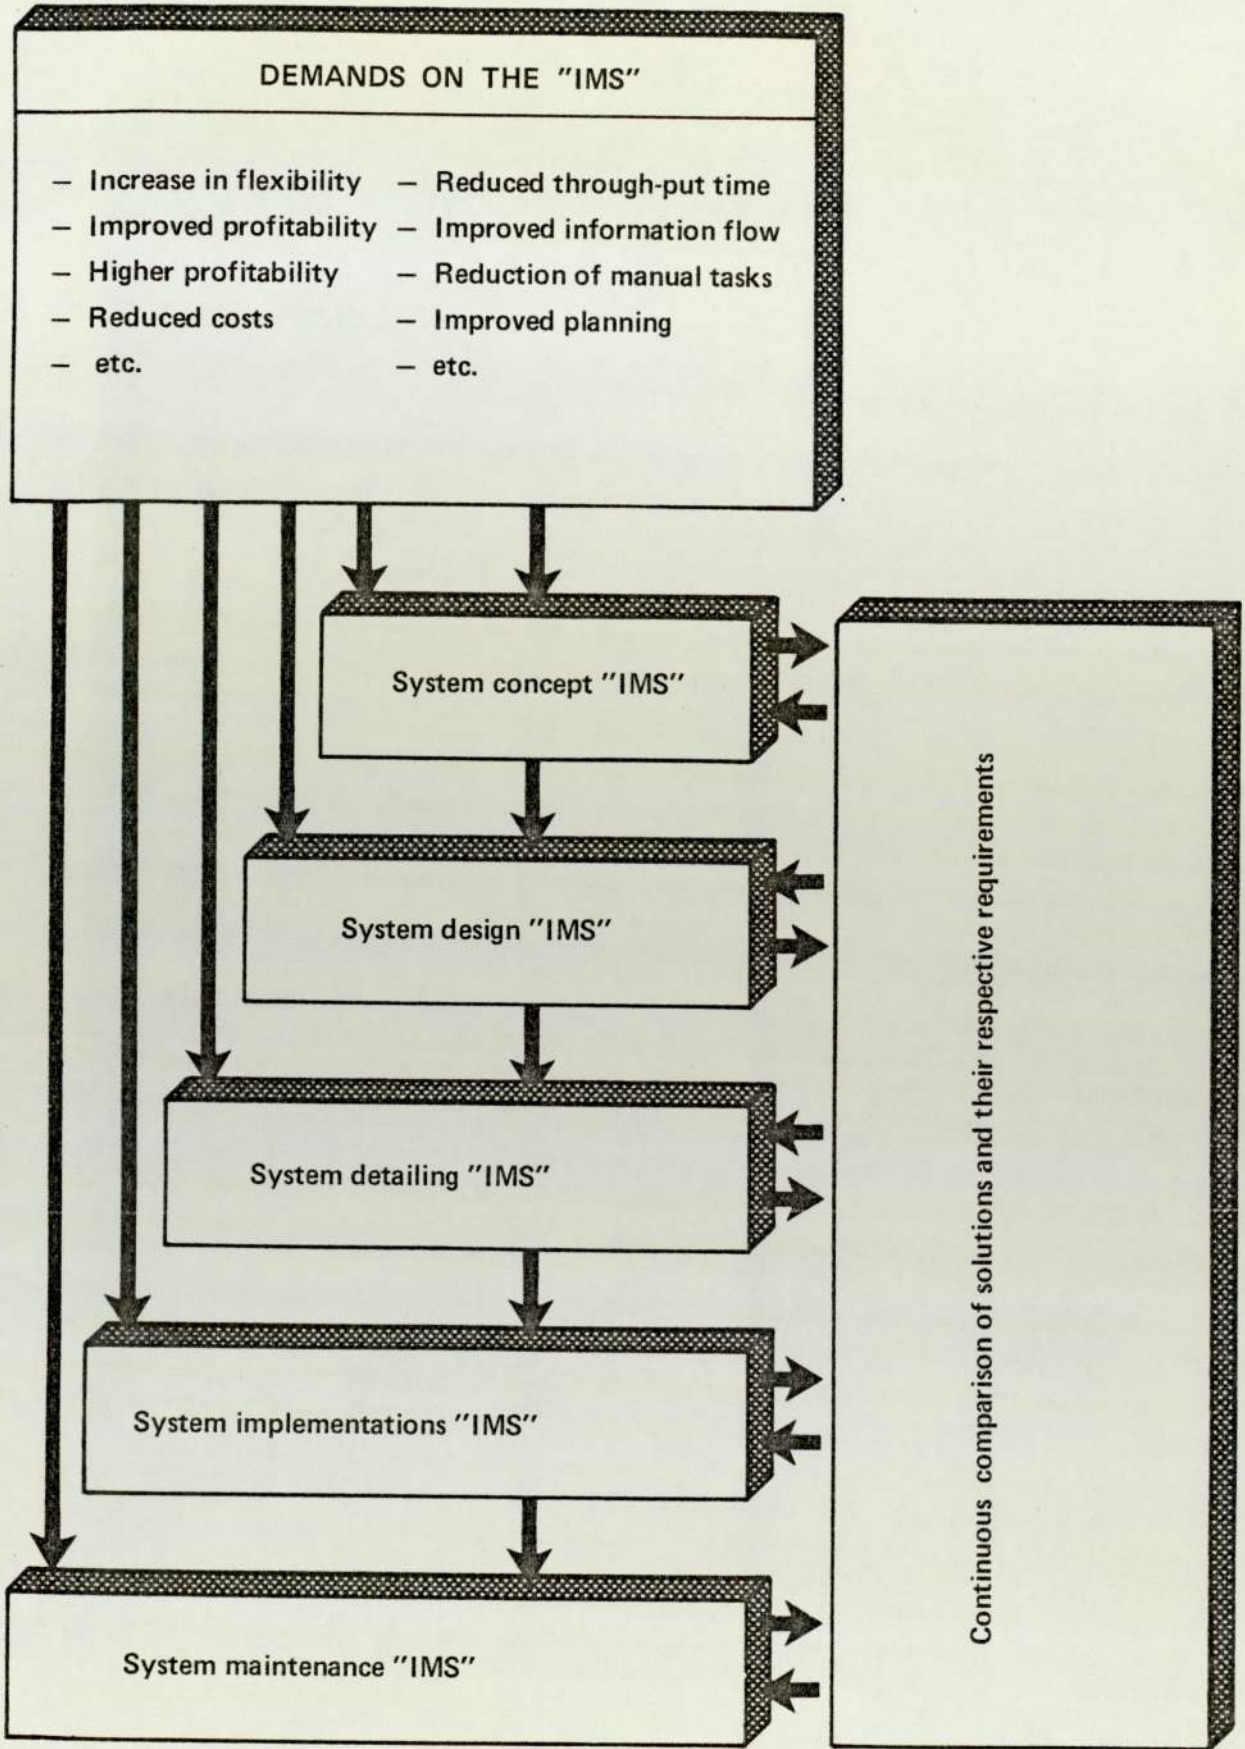 DEMANDS ON THE "IMS"
— Increase in flexibility
— Improved profitability
— Higher profitability
— Reduced costs
— etc.
— Reduced through-put time
— Improved information flow
— Reduction of manual tasks
— Improved planning
— etc.
System concept "IMS"
System design "IMS"
System detailing "IMS"
System implementations "IMS"
System maintenance "IMS"
Continuous comparison of solutions and their respective requirements